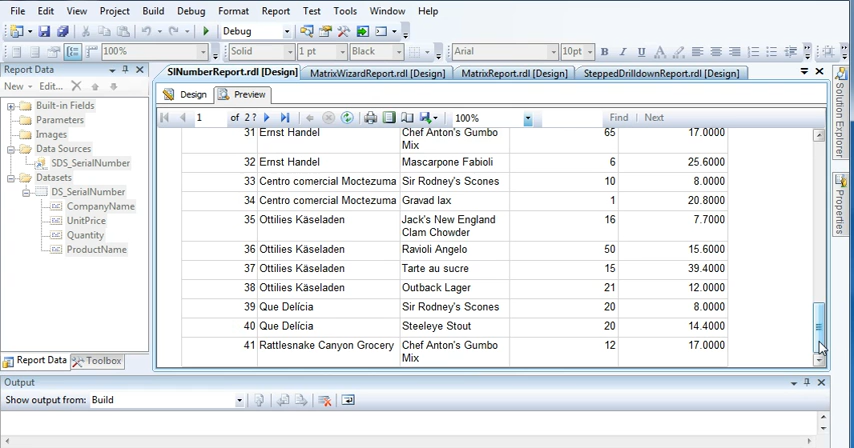 File Edit View Project Build Debug Format Report Test Tools Window Help
Debug
100% Solid 1 pt Black Arial 10pt B I U A
Report Data
New Edit...
Built-in Fields
Parameters
Images
Data Sources
SDS_SerialNumber
Datasets
DS_SerialNumber
CompanyName
UnitPrice
Quantity
ProductName
Report Data Toolbox
SlNumberReport.rdl [Design] MatrixWizardReport.rdl [Design] MatrixReport.rdl [Design] SteppedDrilldownReport.rdl [Design]
Design Preview
1 of 2 ? 100% Find Next
31 Ernst Handel Chef Anton's Gumbo 65 17.0000
Mix
32 Ernst Handel Mascarpone Fabioli 6 25.6000
33 Centro comercial Moctezuma Sir Rodney's Scones 10 8.0000
34 Centro comercial Moctezuma Gravad lax 1 20.8000
35 Ottilies Käseladen Jack's New England 16 7.7000
Clam Chowder
36 Ottilies Käseladen Ravioli Angelo 50 15.6000
37 Ottilies Käseladen Tarte au sucre 15 39.4000
38 Ottilies Käseladen Outback Lager 21 12.0000
39 Que Delícia Sir Rodney's Scones 20 8.0000
40 Que Delícia Steeleye Stout 20 14.4000
41 Rattlesnake Canyon Grocery Chef Anton's Gumbo 12 17.0000
Mix
Solution Explorer
Properties
Output
Show output from: Build